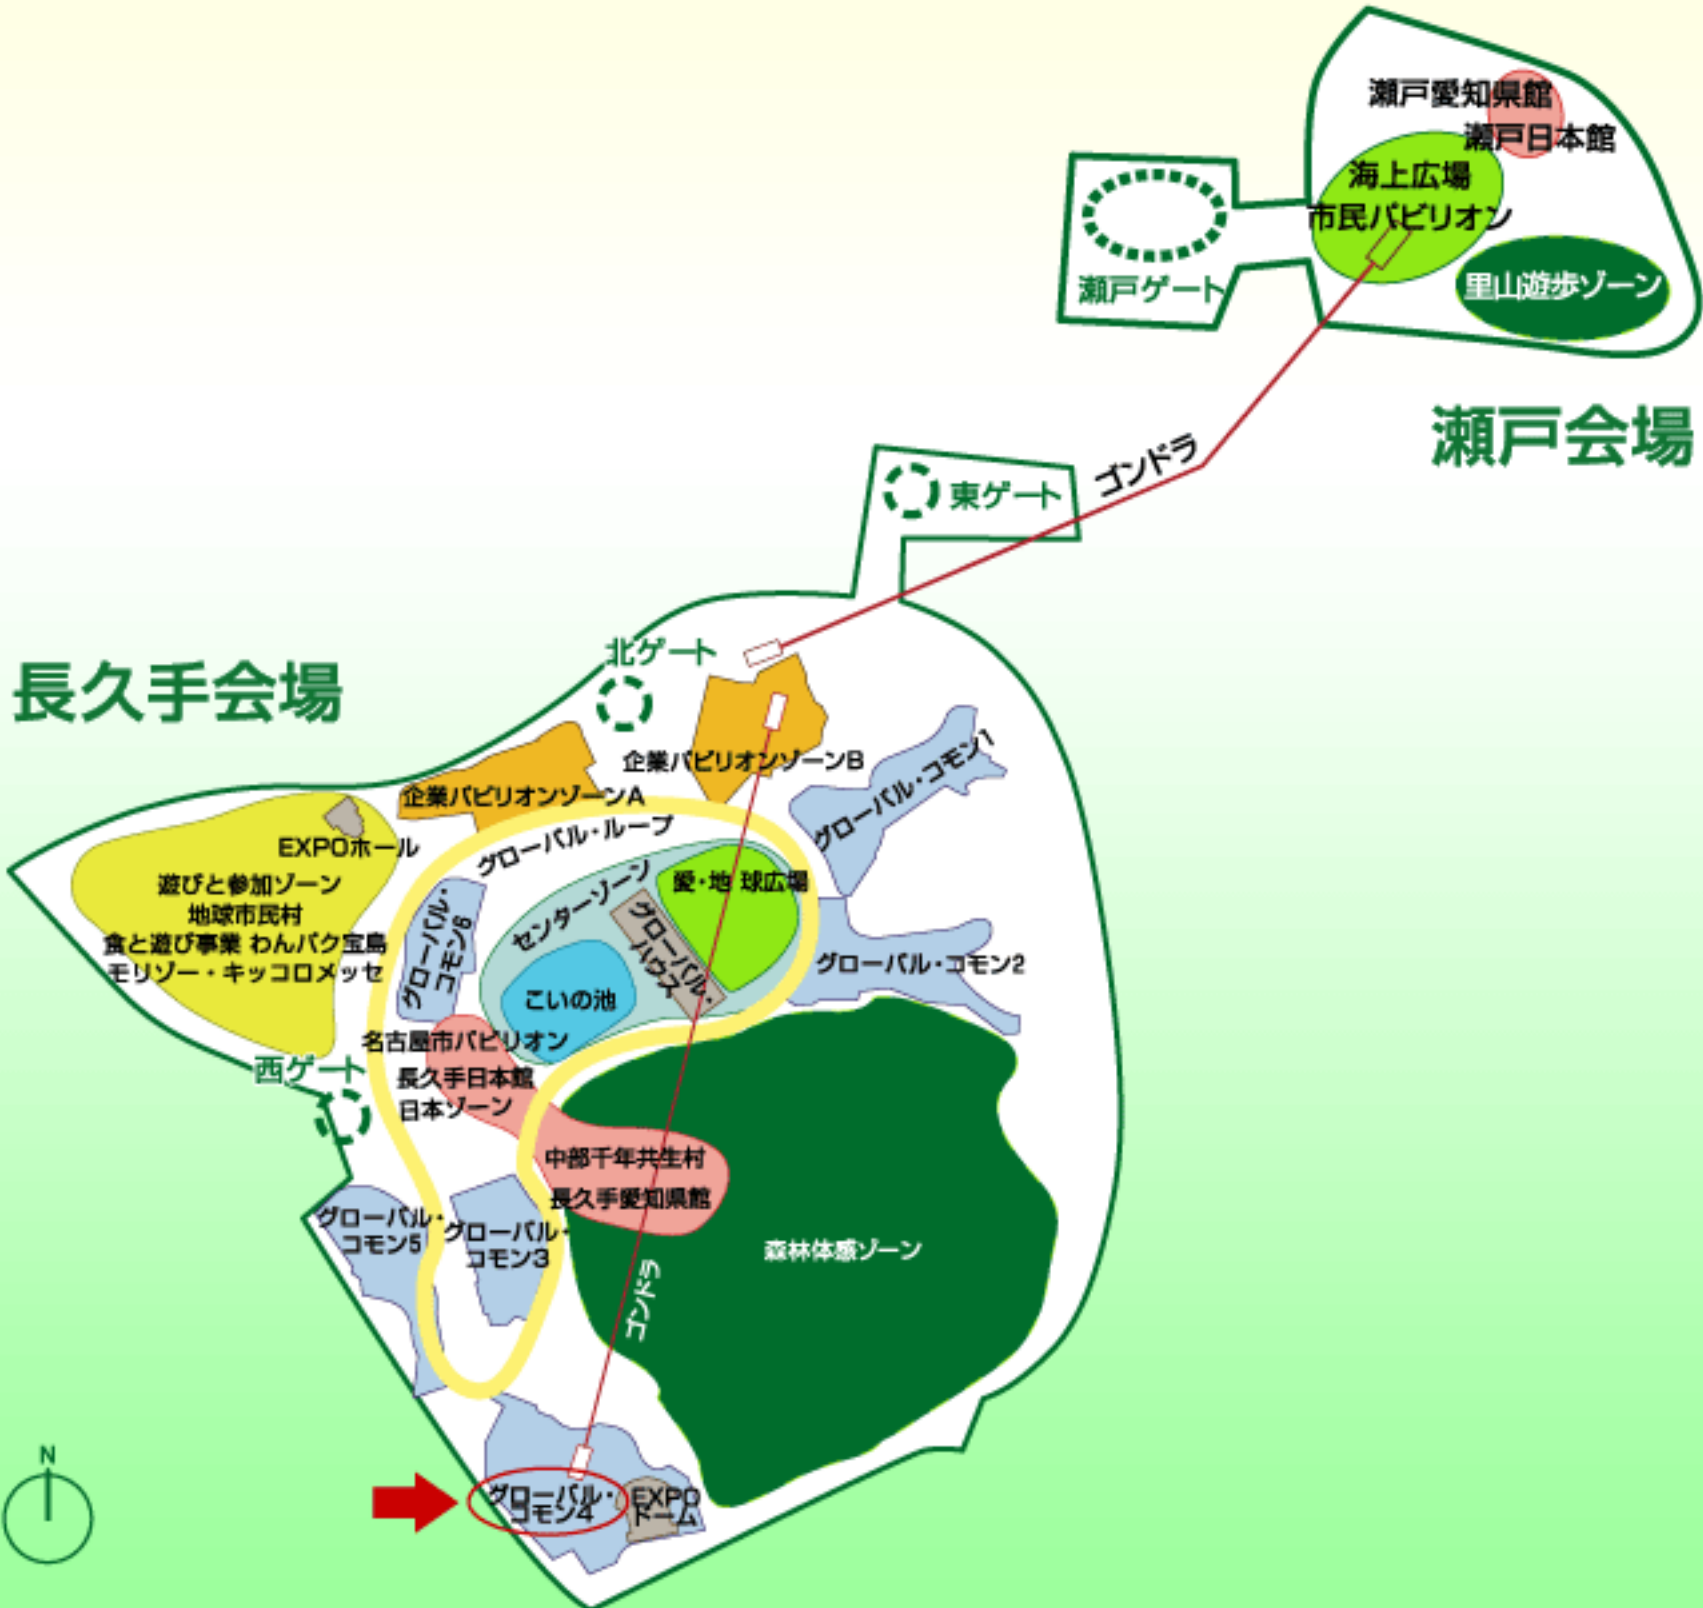 瀬戸愛知県館
瀬戸日本館
海上広場
市民パビリオン
瀬戸ゲート
里山遊歩ゾーン
瀬戸会場
ゴンドラ
東ゲート
北ゲート
長久手会場
企業パビリオンゾーンB
グローバル・コモン1
企業パビリオンゾーンA
グローバル・ループ
EXPOホール
遊びと参加ゾーン
地球市民村
食と遊び事業 わんパク宝島
モリゾー・キッコロメッセ
センターゾーン
愛・地 球広場
グローバル・
ハウス
グローバル・
コモン6
こいの池
グローバル・コモン2
名古屋市パビリオン
長久手日本館
日本ゾーン
西ゲート
中部千年共生村
長久手愛知県館
グローバル・
コモン5
グローバル・
コモン3
森林体感ゾーン
ゴンドラ
グローバル・
コモン4
EXPO
ドーム
N